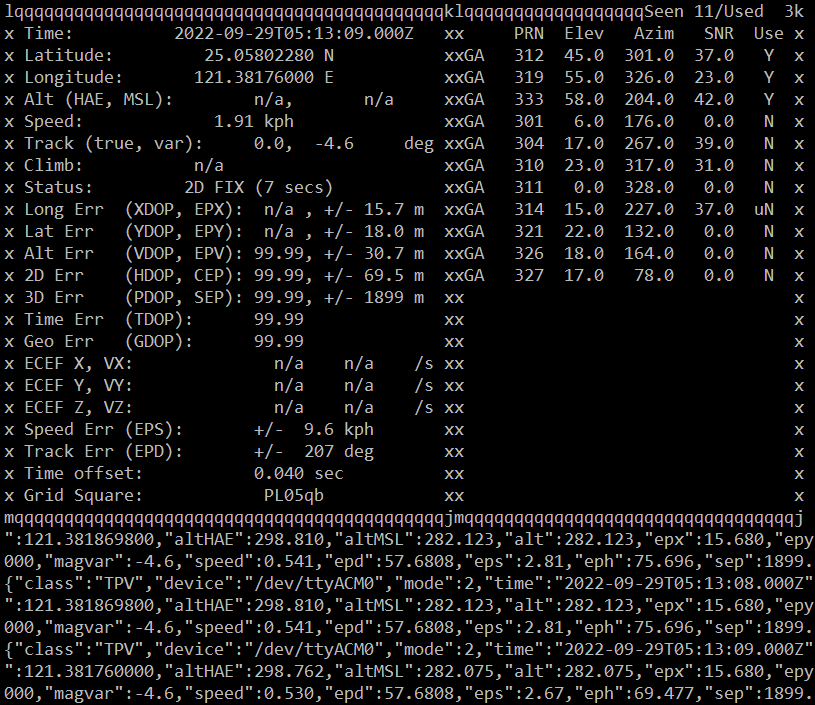 lqqqqqqqqqqqqqqqqqqqqqqqqqqqqqqqqqqqqqqqqqqqklqqqqqqqqqqqqqqqqqqSeen 11/Used  3k
x Time:          2022-09-29T05:13:09.000Z   xx     PRN  Elev   Azim   SNR  Use x
x Latitude:         25.05802280 N           xxGA   312  45.0  301.0  37.0   Y  x
x Longitude:       121.38176000 E           xxGA   319  55.0  326.0  23.0   Y  x
x Alt (HAE, MSL):        n/a,       n/a     xxGA   333  58.0  204.0  42.0   Y  x
x Speed:             1.91 kph               xxGA   301   6.0  176.0   0.0   N  x
x Track (true, var):     0.0,  -4.6     deg xxGA   304  17.0  267.0  39.0   N  x
x Climb:           n/a                      xxGA   310  23.0  317.0  31.0   N  x
x Status:         2D FIX (7 secs)           xxGA   311   0.0  328.0   0.0   N  x
x Long Err  (XDOP, EPX):  n/a , +/- 15.7 m  xxGA   314  15.0  227.0  37.0  uN  x
x Lat Err   (YDOP, EPY):  n/a , +/- 18.0 m  xxGA   321  22.0  132.0   0.0   N  x
x Alt Err   (VDOP, EPV): 99.99, +/- 30.7 m  xxGA   326  18.0  164.0   0.0   N  x
x 2D Err    (HDOP, CEP): 99.99, +/- 69.5 m  xxGA   327  17.0   78.0   0.0   N  x
x 3D Err    (PDOP, SEP): 99.99, +/- 1899 m  xx                                 x
x Time Err  (TDOP):      99.99              xx                                 x
x Geo Err   (GDOP):      99.99              xx                                 x
x ECEF X, VX:              n/a    n/a    /s xx                                 x
x ECEF Y, VY:              n/a    n/a    /s xx                                 x
x ECEF Z, VZ:              n/a    n/a    /s xx                                 x
x Speed Err (EPS):       +/-  9.6 kph       xx                                 x
x Track Err (EPD):       +/-  207 deg       xx                                 x
x Time offset:           0.040 sec          xx                                 x
x Grid Square:            PL05qb            xx                                 x
mqqqqqqqqqqqqqqqqqqqqqqqqqqqqqqqqqqqqqqqqqqqjmqqqqqqqqqqqqqqqqqqqqqqqqqqqqqqqqqj
":121.381869800,"altHAE":298.810,"altMSL":282.123,"alt":282.123,"epx":15.680,"epy
000,"magvar":-4.6,"speed":0.541,"epd":57.6808,"eps":2.81,"eph":75.696,"sep":1899.
{"class":"TPV","device":"/dev/ttyACM0","mode":2,"time":"2022-09-29T05:13:08.000Z"
":121.381869800,"altHAE":298.810,"altMSL":282.123,"alt":282.123,"epx":15.680,"epy
000,"magvar":-4.6,"speed":0.541,"epd":57.6808,"eps":2.81,"eph":75.696,"sep":1899.
{"class":"TPV","device":"/dev/ttyACM0","mode":2,"time":"2022-09-29T05:13:09.000Z"
":121.381760000,"altHAE":298.762,"altMSL":282.075,"alt":282.075,"epx":15.680,"epy
000,"magvar":-4.6,"speed":0.530,"epd":57.6808,"eps":2.67,"eph":69.477,"sep":1899.